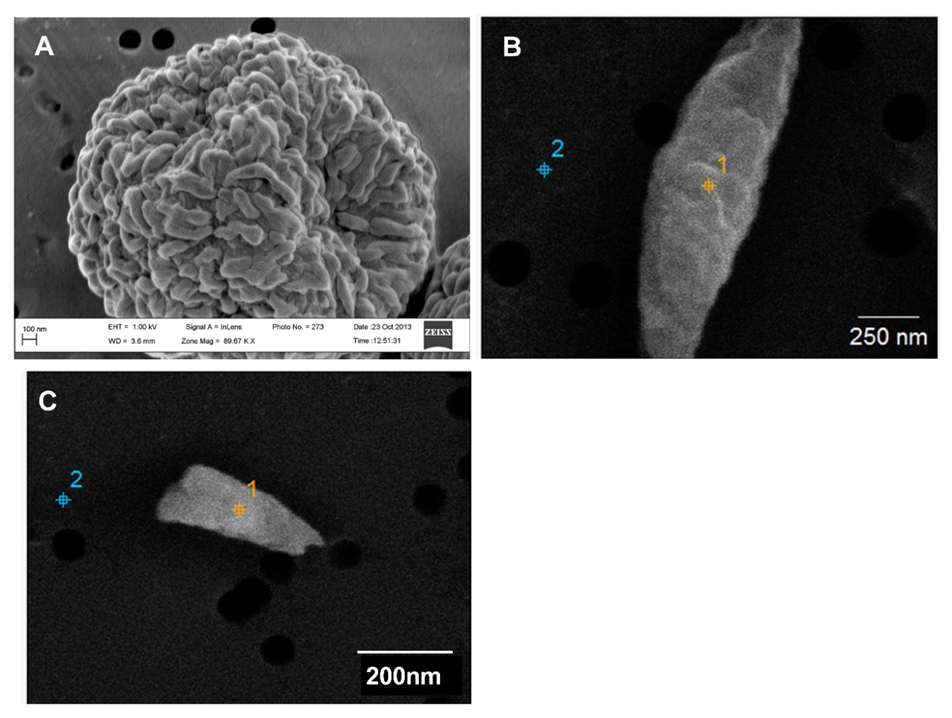 A
100 nm
EHT = 1.00 kV
Signal A = InLens
Photo No. = 273
Date :23 Oct 2013
WD = 3.6 mm
Zone Mag = 89.67 K X
Time :12:51:31
ZEISS
B
2
1
250 nm
C
2
1
200nm